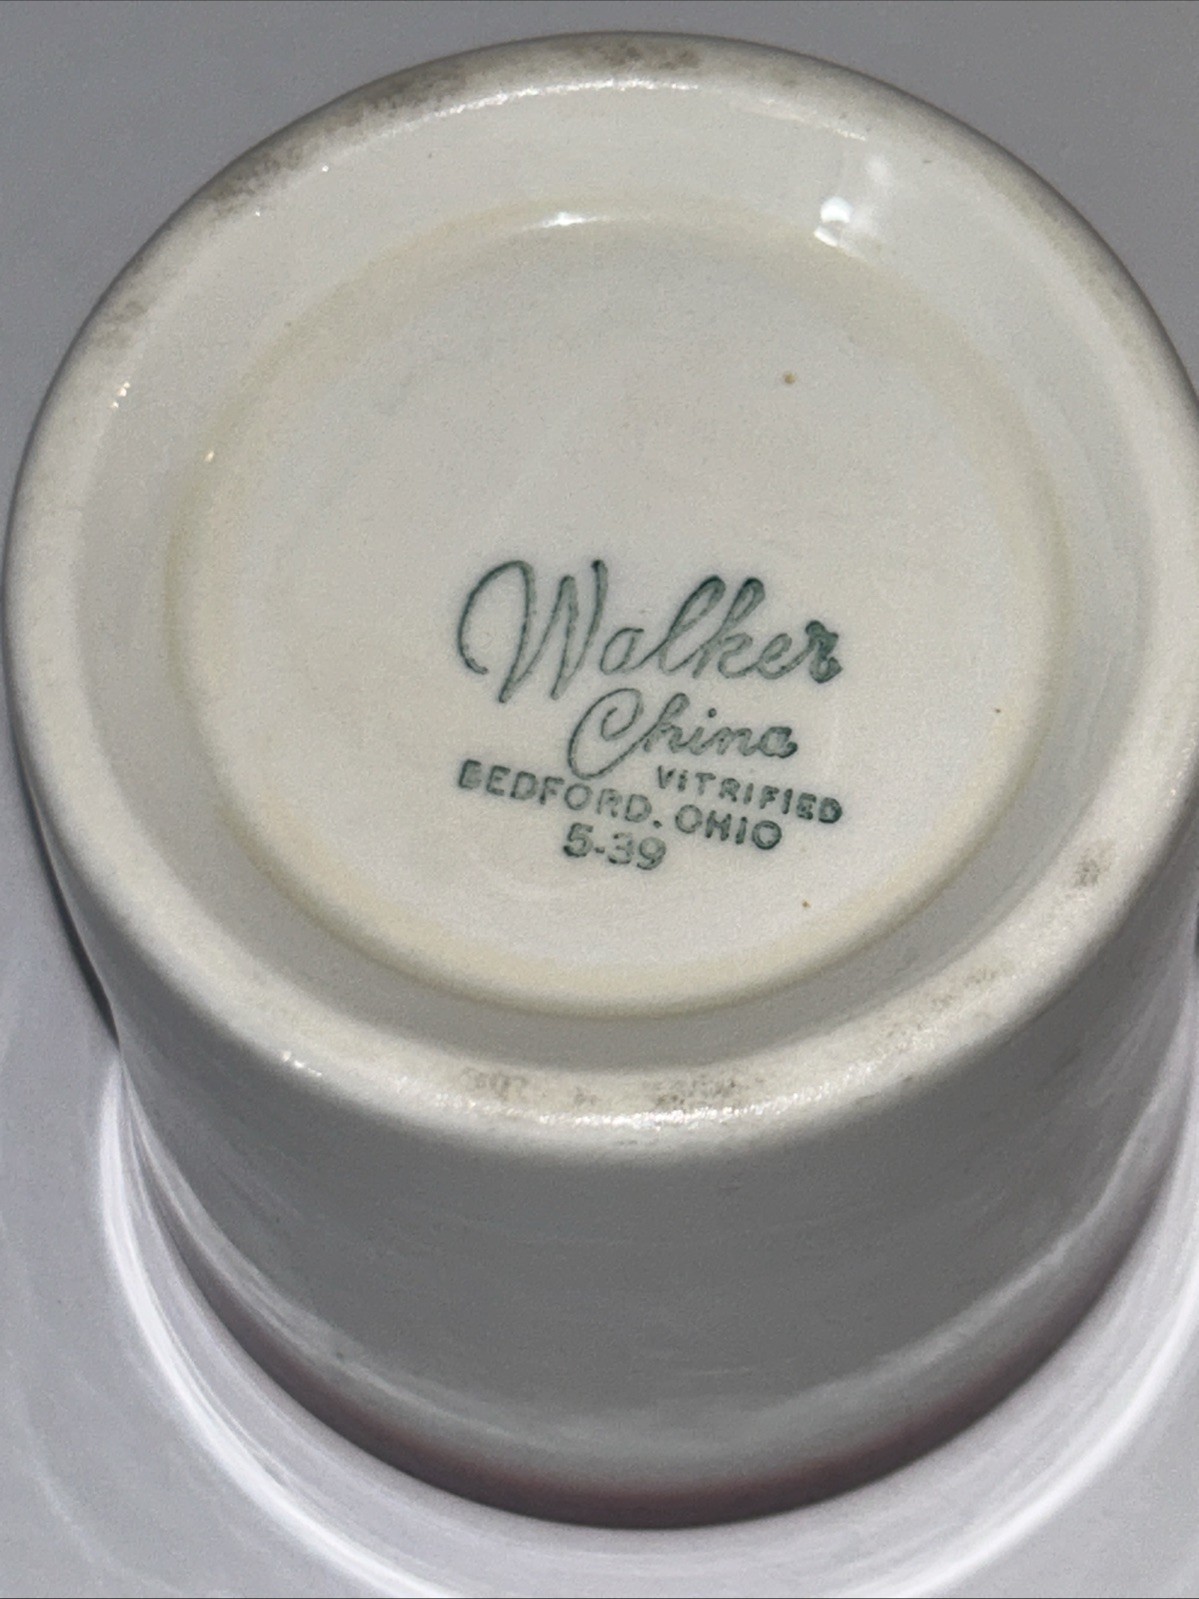 Walker
China
VITRIFIED
BEDFORD. OHIO
5-39